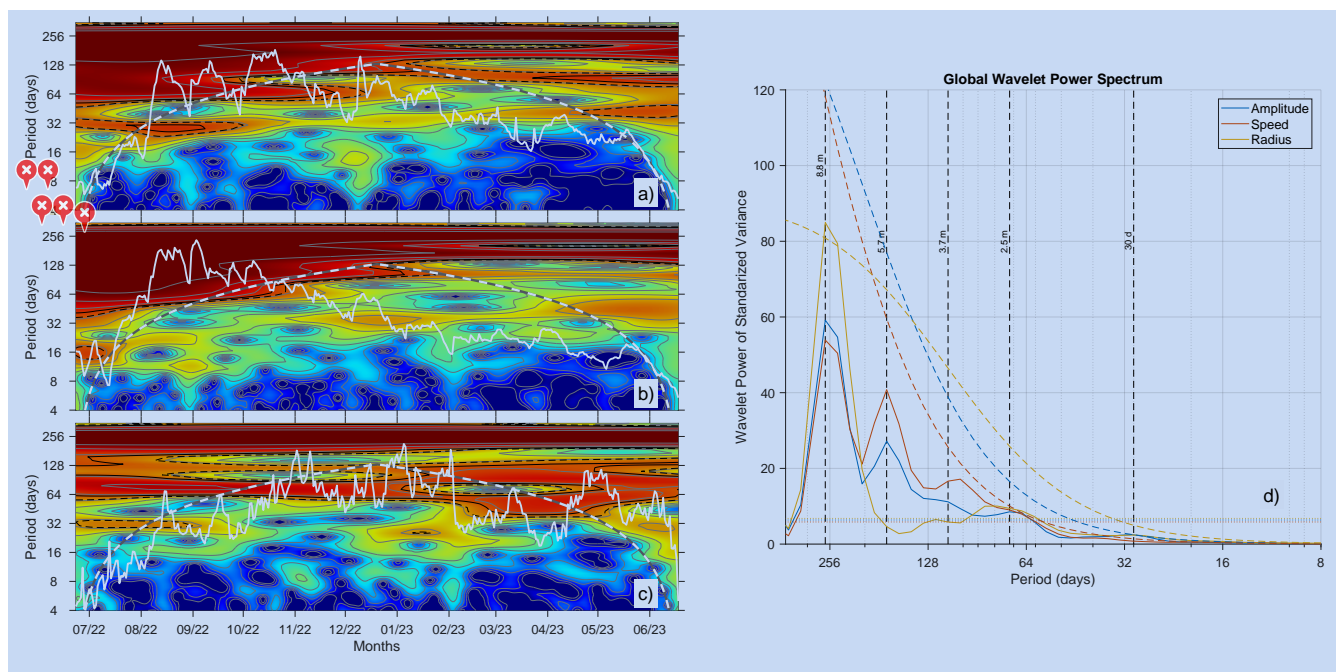 256
128
64
32
16
8
Period (days)
a)
256
128
64
32
16
8
4
Period (days)
b)
256
128
64
32
16
8
4
Period (days)
c)
07/22 08/22 09/22 10/22 11/22 12/22 01/23 02/23 03/23 04/23 05/23 06/23
Months
Global Wavelet Power Spectrum
Amplitude
Speed
Radius
120
100
80
60
40
20
0
Wavelet Power of Standarized Variance
8.8 m
5.7 m
3.7 m
2.5 m
30 d
d)
256 128 64 32 16 8
Period (days)